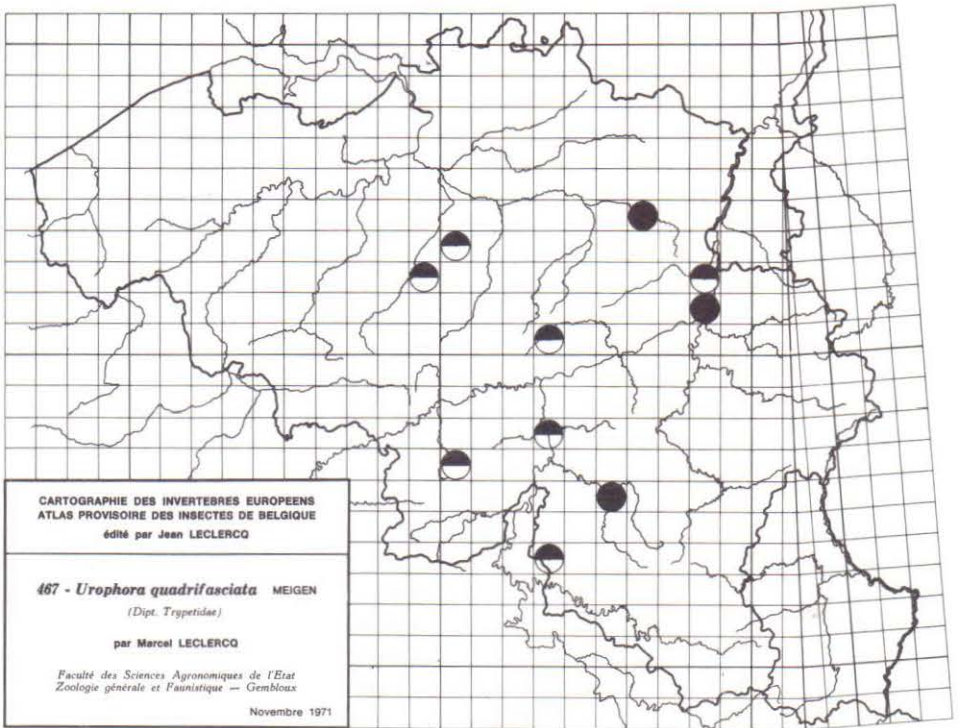 CARTOGRAPHIE DES INVERTEBRES EUROPEENS
ATLAS PROVISOIRE DES INSECTES DE BELGIQUE
édité par Jean LECLERCQ
467 - Urophora quadrifasciata MEIGEN
(Dipt. Trypetidae)
par Marcel LECLERCQ
Faculté des Sciences Agronomiques de l'Etat
Zoologie générale et Faunistique — Gembloux
Novembre 1971